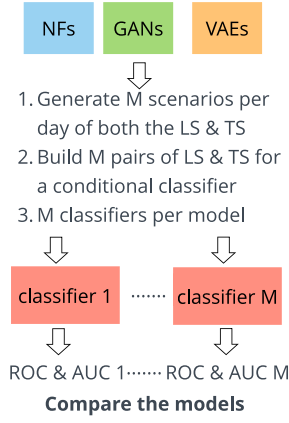 NFs GANs VAEs
1. Generate M scenarios per
day of both the LS & TS
2. Build M pairs of LS & TS for
a conditional classifier
3. M classifiers per model
classifier 1 ······· classifier M
ROC & AUC 1······· ROC & AUC M
Compare the models